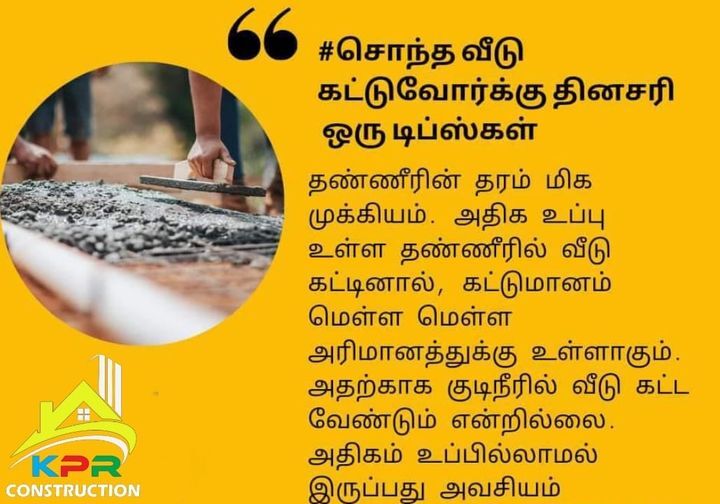 #சொந்த வீடு
கட்டுவோர்க்கு தினசரி
ஒரு டிப்ஸ்கள்
தண்ணீரின் தரம் மிக
முக்கியம். அதிக உப்பு
உள்ள தண்ணீரில் வீடு
கட்டினால், கட்டுமானம்
மெள்ள மெள்ள
அரிமானத்துக்கு உள்ளாகும்.
அதற்காக குடிநீரில் வீடு கட்ட
வேண்டும் என்றில்லை.
அதிகம் உப்பில்லாமல்
இருப்பது அவசியம்
KPR
CONSTRUCTION